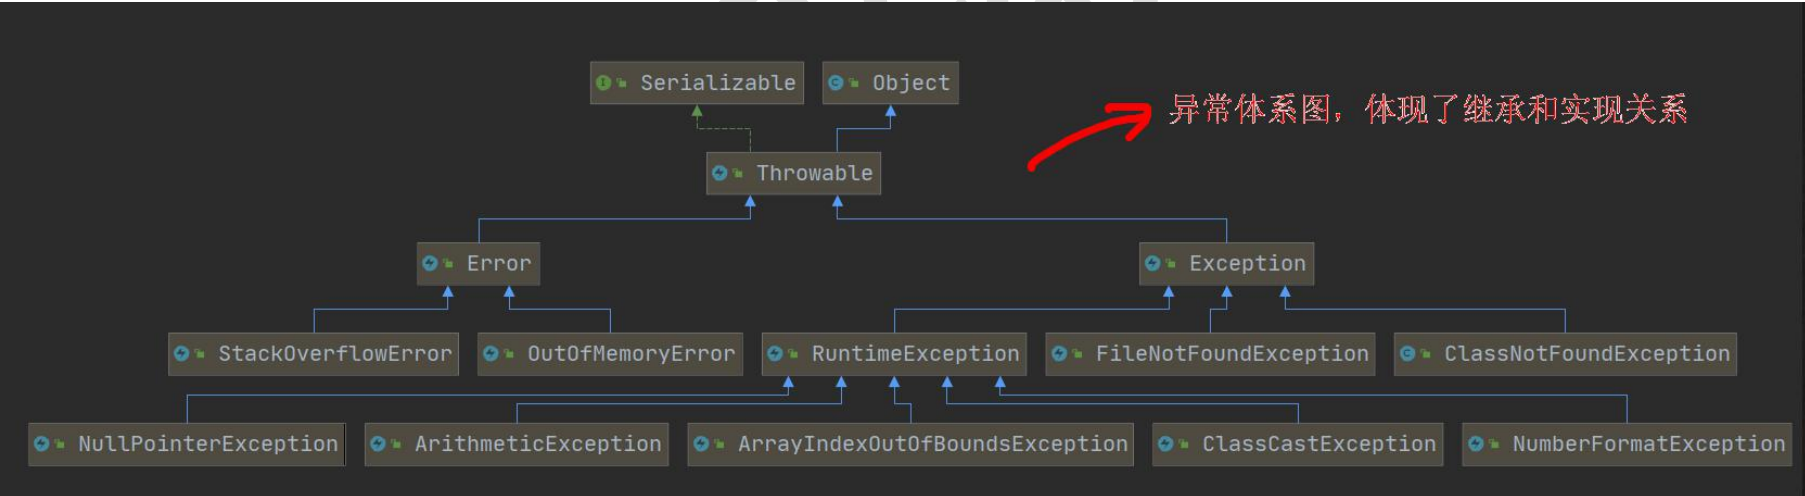 Serializable
Object
异常体系图，体现了继承和实现关系
Throwable
Error
Exception
StackOverflowError
OutOfMemoryError
RuntimeException
FileNotFoundException
ClassNotFoundException
NullPointerException
ArithmeticException
ArrayIndexOutOfBoundsException
ClassCastException
NumberFormatException